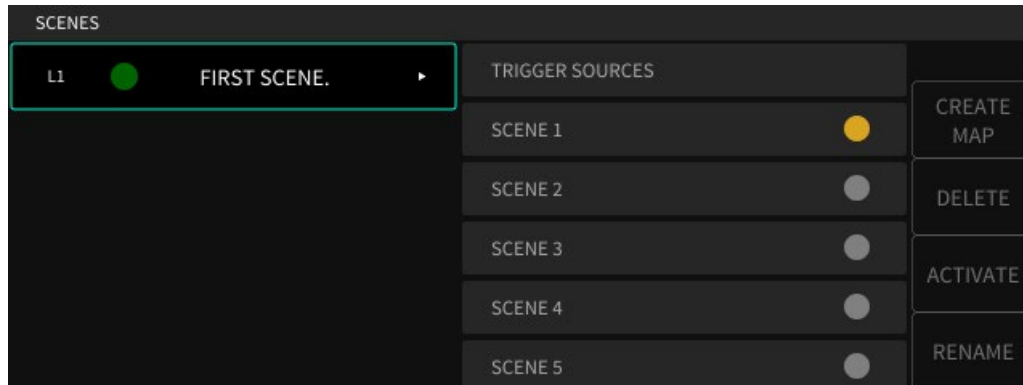 SCENES
L1 FIRST SCENE.
TRIGGER SOURCES
SCENE 1
SCENE 2
SCENE 3
SCENE 4
SCENE 5
CREATE
MAP
DELETE
ACTIVATE
RENAME